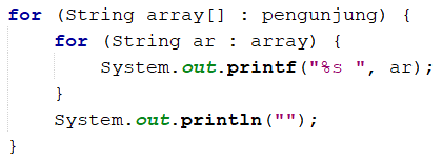 for (String array[] : pengunjung) {
    for (String ar : array) {
        System.out.printf("%s ", ar);
    }
    System.out.println("");
}